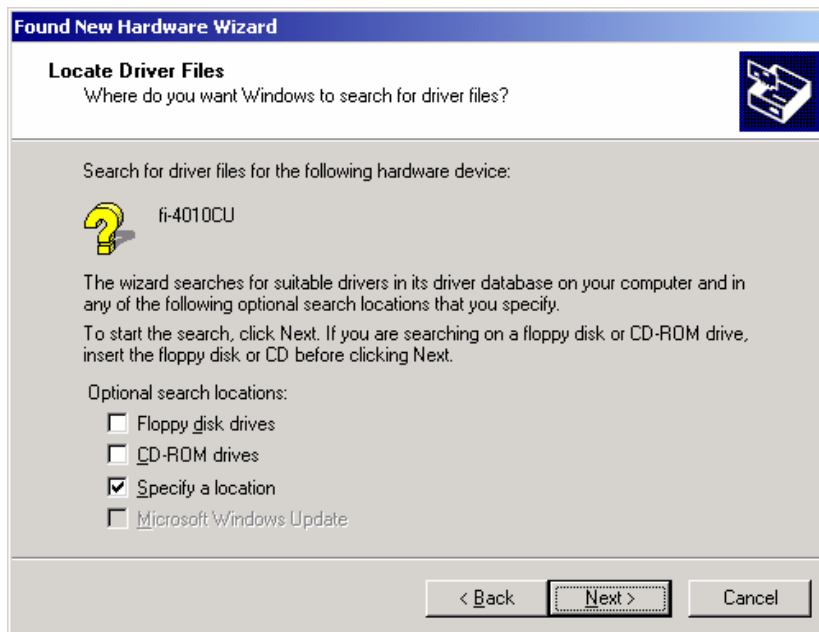 Found New Hardware Wizard
Locate Driver Files
Where do you want Windows to search for driver files?
Search for driver files for the following hardware device:
fi-4010CU
The wizard searches for suitable drivers in its driver database on your computer and in
any of the following optional search locations that you specify.
To start the search, click Next. If you are searching on a floppy disk or CD-ROM drive,
insert the floppy disk or CD before clicking Next.
Optional search locations:
Floppy disk drives
CD-ROM drives
Specify a location
Microsoft Windows Update
< Back Next > Cancel